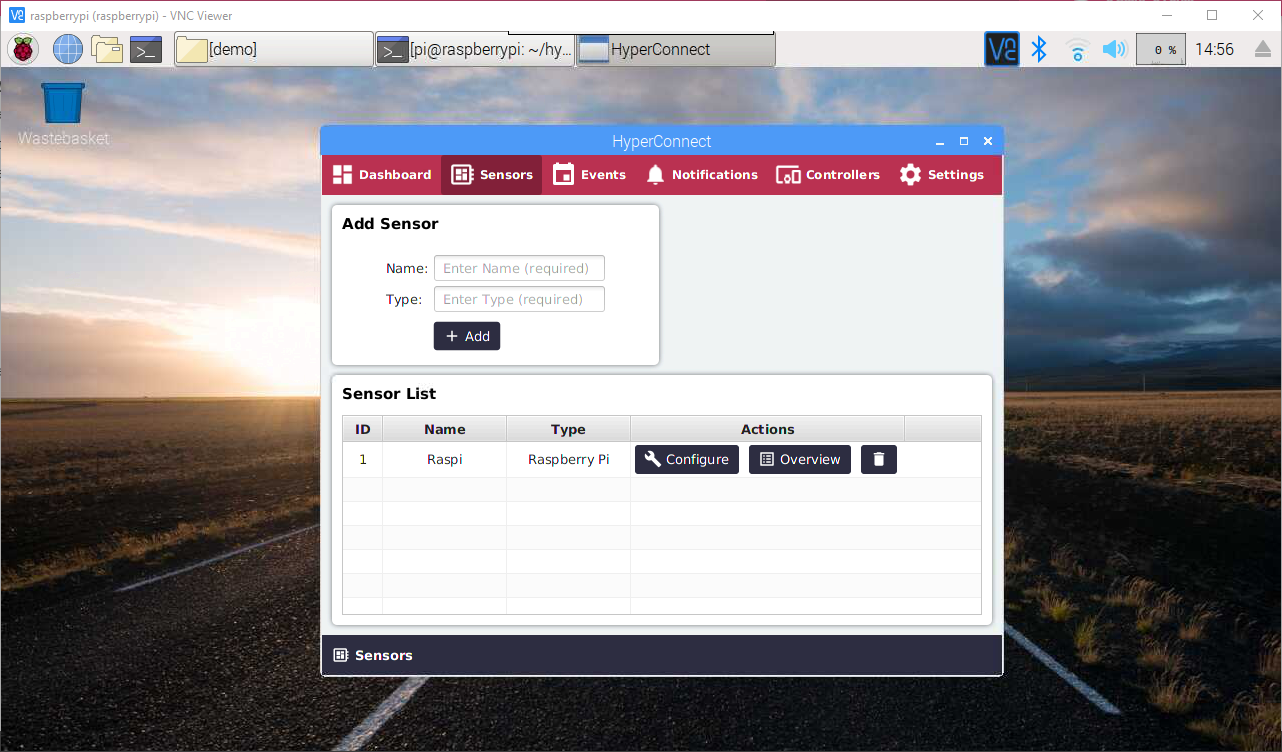 raspberrypi (raspberrypi) - VNC Viewer
[demo] [pi@raspberrypi: ~/hy... HyperConnect 0 % 14:56
Wastebasket
HyperConnect
Dashboard Sensors Events Notifications Controllers Settings
Add Sensor
Name: Enter Name (required)
Type: Enter Type (required)
+ Add
Sensor List
ID Name Type Actions
1 Raspi Raspberry Pi Configure Overview
Sensors